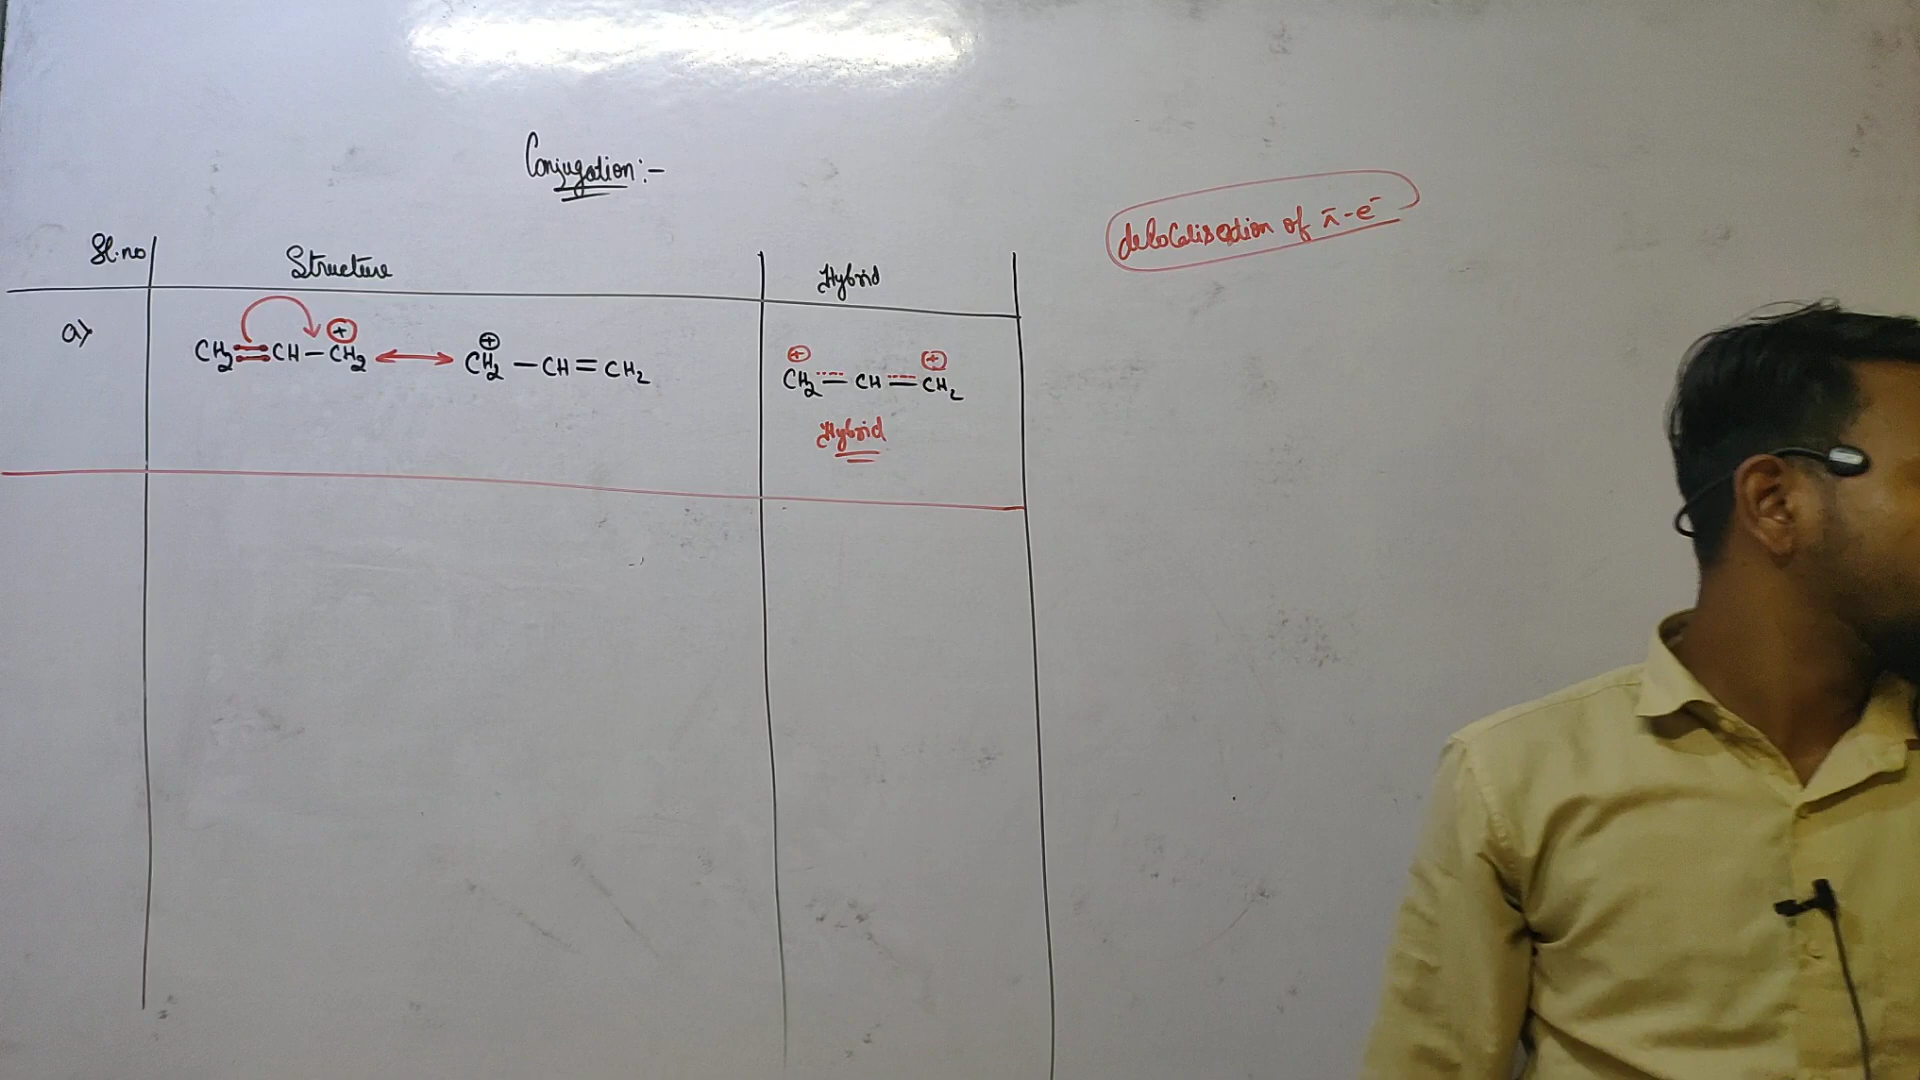 Conjugation:-
delocalisation of π-e⁻
Sl.no Structure Hybrid
a) CH₂=CH-CH₂⊕ ↔ ⊕CH₂-CH=CH₂
⊕CH₂⚌CH⚌CH₂⊕
Hybrid